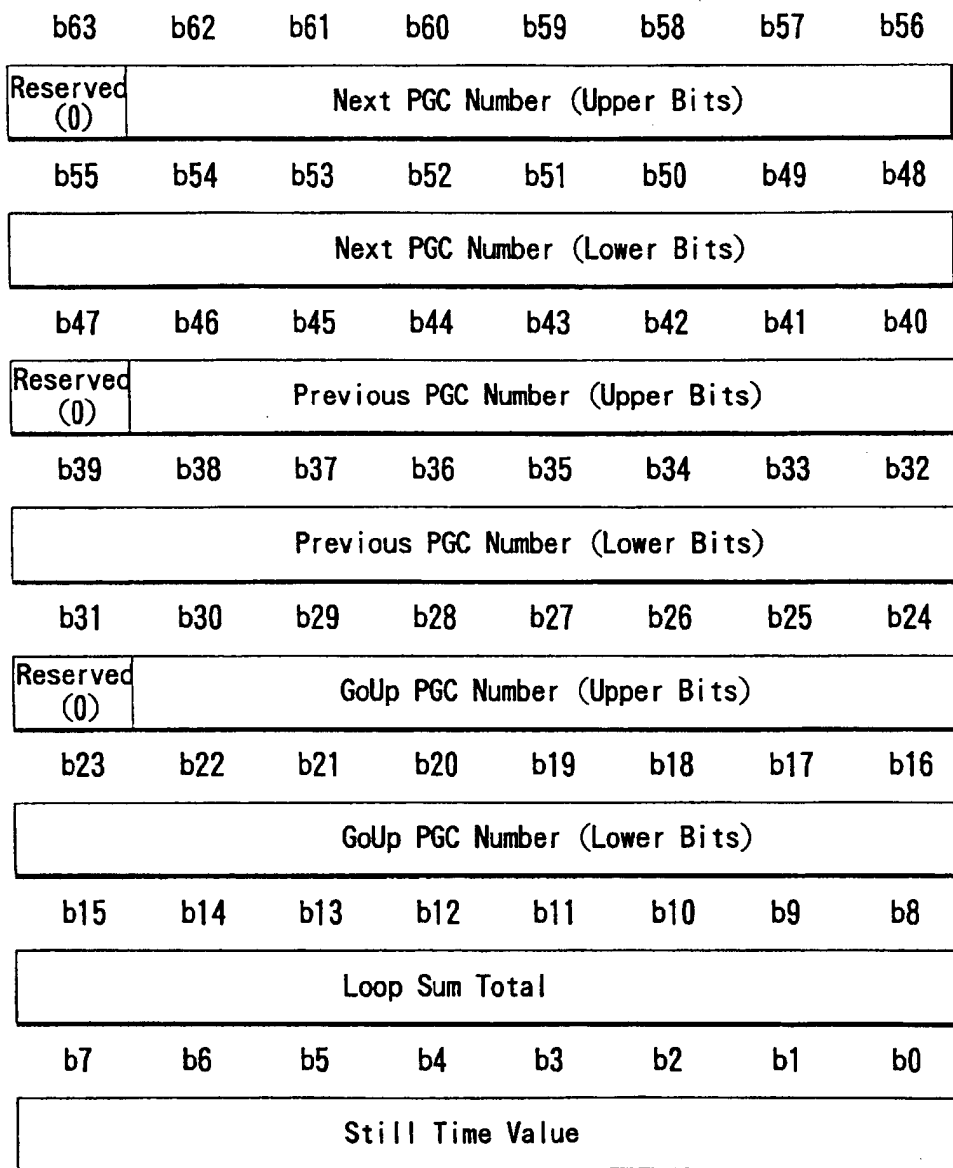 b63 b62 b61 b60 b59 b58 b57 b56
Reserved
(0)
Next PGC Number (Upper Bits)
b55 b54 b53 b52 b51 b50 b49 b48
Next PGC Number (Lower Bits)
b47 b46 b45 b44 b43 b42 b41 b40
Reserved
(0)
Previous PGC Number (Upper Bits)
b39 b38 b37 b36 b35 b34 b33 b32
Previous PGC Number (Lower Bits)
b31 b30 b29 b28 b27 b26 b25 b24
Reserved
(0)
GoUp PGC Number (Upper Bits)
b23 b22 b21 b20 b19 b18 b17 b16
GoUp PGC Number (Lower Bits)
b15 b14 b13 b12 b11 b10 b9 b8
Loop Sum Total
b7 b6 b5 b4 b3 b2 b1 b0
Still Time Value